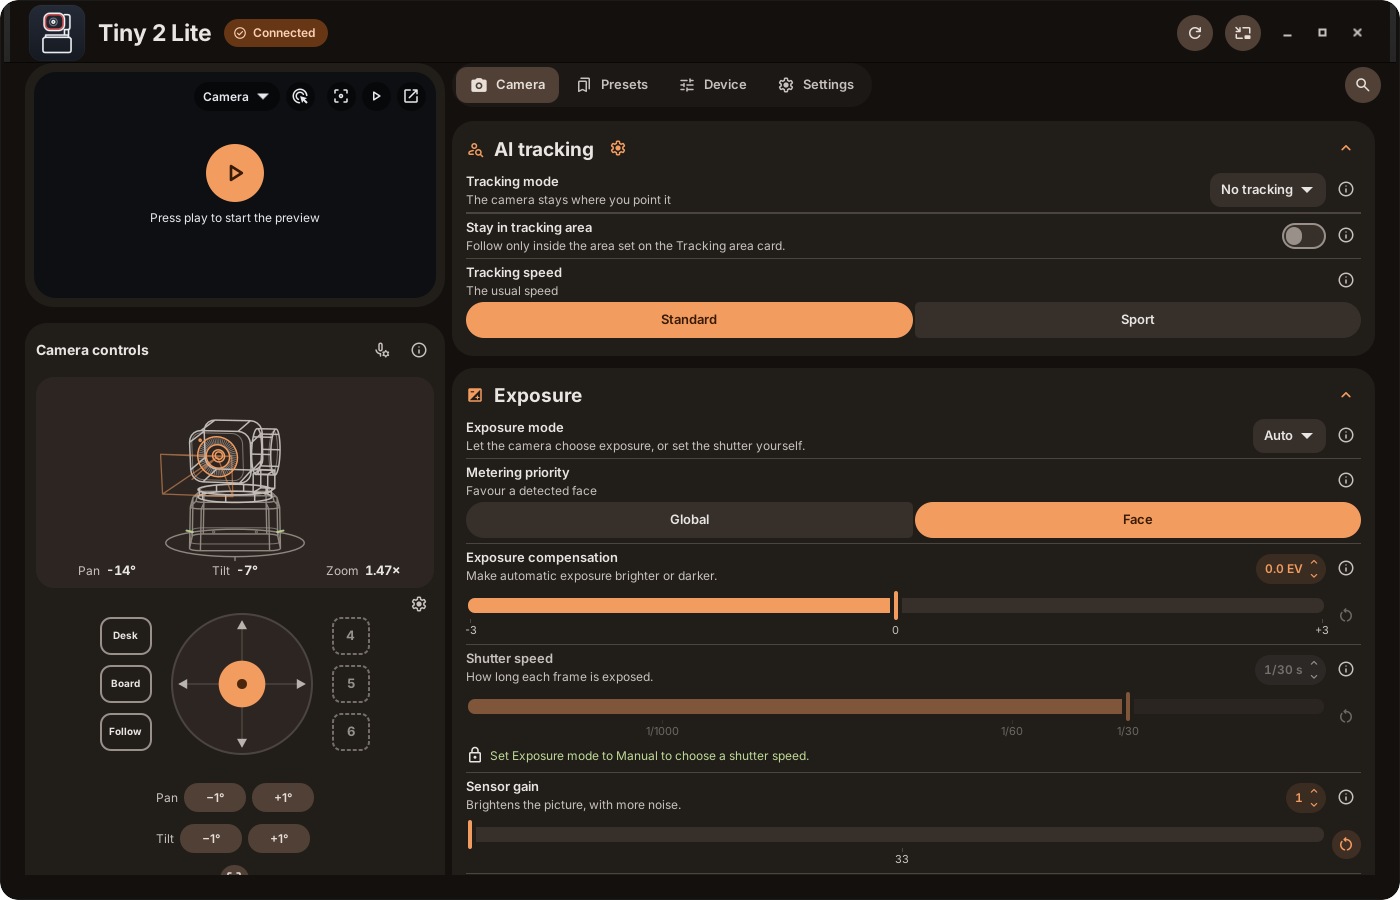 Tiny 2 Lite
Connected
Camera
Press play to start the preview
Camera controls
Pan -14°
Tilt -7°
Zoom 1.47×
Desk
4
Board
5
Follow
6
Pan
−1°
+1°
Tilt
−1°
+1°
Camera
Presets
Device
Settings
AI tracking
Tracking mode
The camera stays where you point it
No tracking
Stay in tracking area
Follow only inside the area set on the Tracking area card.
Tracking speed
The usual speed
Standard
Sport
Exposure
Exposure mode
Let the camera choose exposure, or set the shutter yourself.
Auto
Metering priority
Favour a detected face
Global
Face
Exposure compensation
Make automatic exposure brighter or darker.
0.0 EV
-3
0
+3
Shutter speed
How long each frame is exposed.
1/30 s
1/1000
1/60
1/30
Set Exposure mode to Manual to choose a shutter speed.
Sensor gain
Brightens the picture, with more noise.
1
33